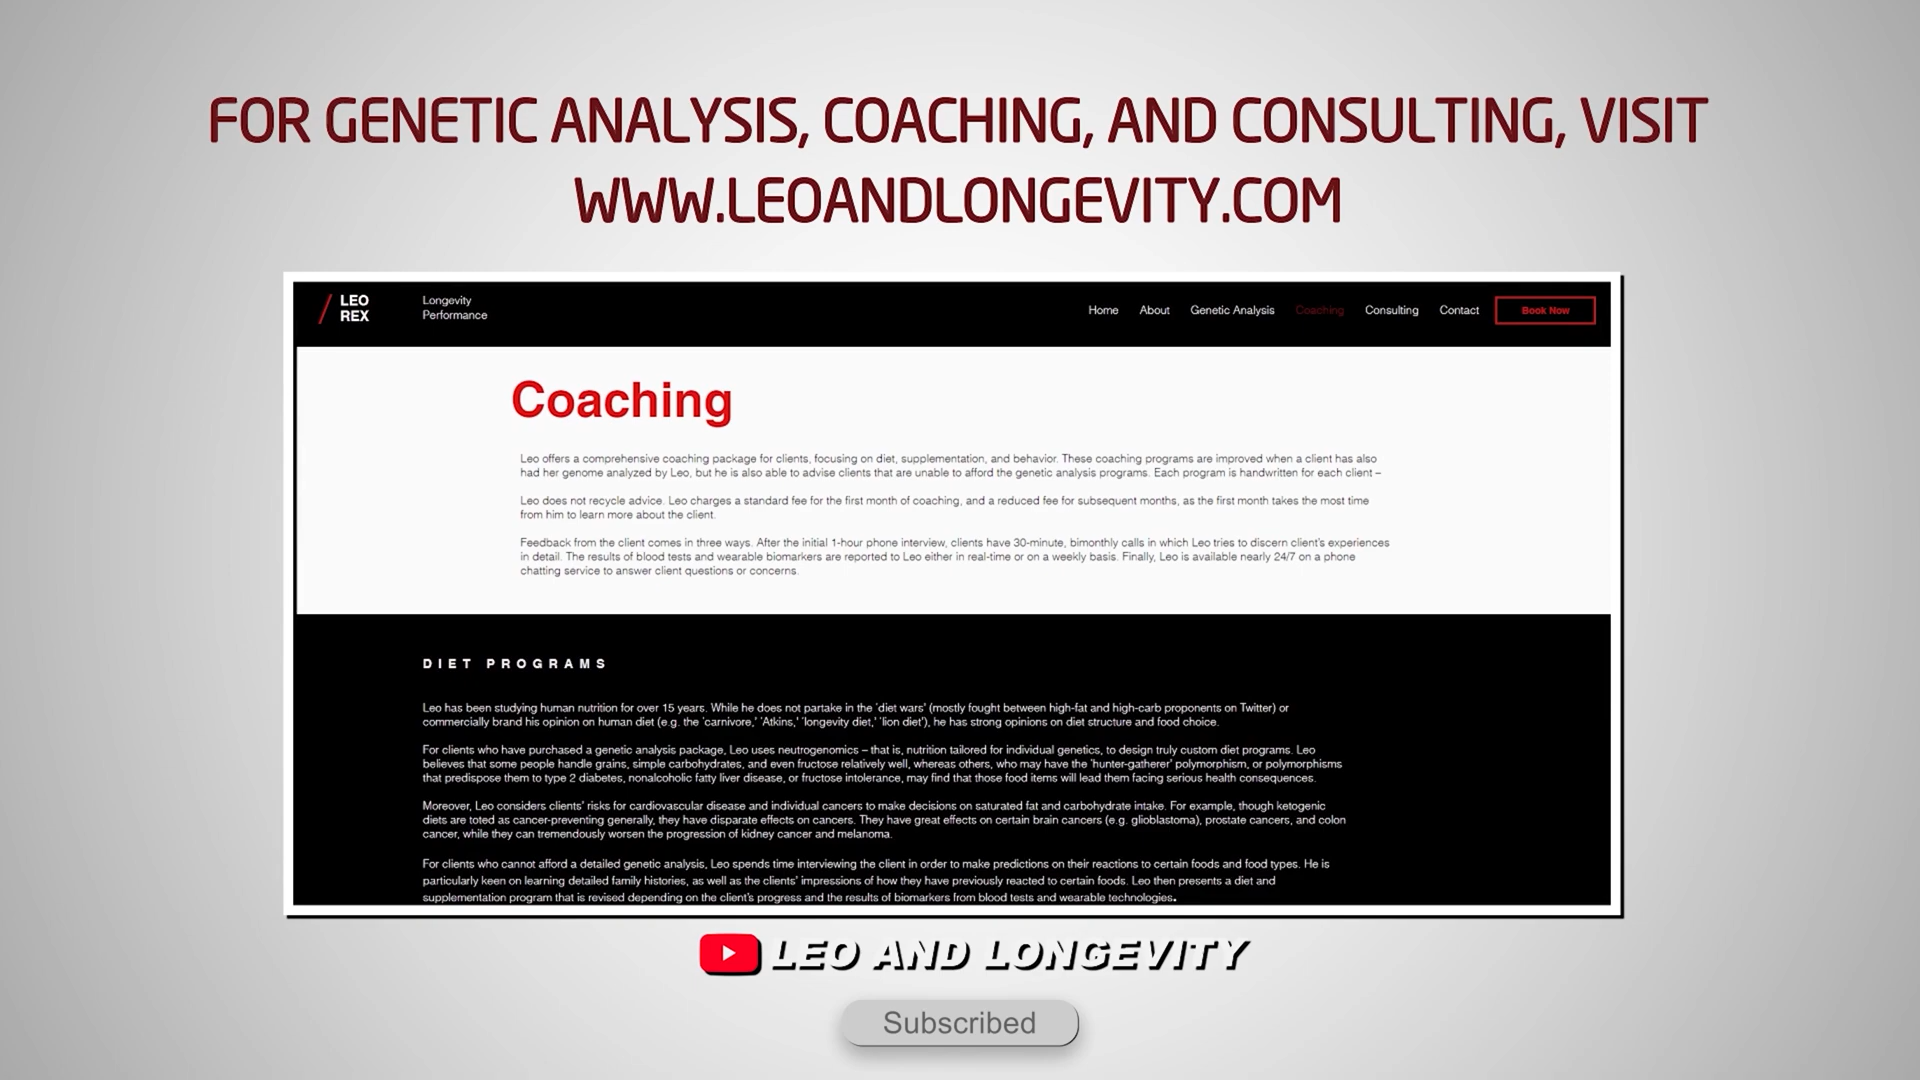 FOR GENETIC ANALYSIS, COACHING, AND CONSULTING, VISIT
WWW.LEOANDLONGEVITY.COM
LEO
REX
Longevity
Performance
Home About Genetic Analysis Coaching Consulting Contact Book Now
Coaching
Leo offers a comprehensive coaching package for clients, focusing on diet, supplementation, and behavior. These coaching programs are improved when a client has also
had her genome analyzed by Leo, but he is also able to advise clients that are unable to afford the genetic analysis programs. Each program is handwritten for each client –
Leo does not recycle advice. Leo charges a standard fee for the first month of coaching, and a reduced fee for subsequent months, as the first month takes the most time
from him to learn more about the client.
Feedback from the client comes in three ways. After the initial 1-hour phone interview, clients have 30-minute, bimonthly calls in which Leo tries to discern client's experiences
in detail. The results of blood tests and wearable biomarkers are reported to Leo either in real-time or on a weekly basis. Finally, Leo is available nearly 24/7 on a phone
chatting service to answer client questions or concerns.
DIET PROGRAMS
Leo has been studying human nutrition for over 15 years. While he does not partake in the 'diet wars' (mostly fought between high-fat and high-carb proponents on Twitter) or
commercially brand his opinion on human diet (e.g. the 'carnivore,' 'Atkins,' 'longevity diet,' 'lion diet'), he has strong opinions on diet structure and food choice.
For clients who have purchased a genetic analysis package, Leo uses neutrogenomics – that is, nutrition tailored for individual genetics, to design truly custom diet programs. Leo
believes that some people handle grains, simple carbohydrates, and even fructose relatively well, whereas others, who may have the 'hunter-gatherer' polymorphism, or polymorphisms
that predispose them to type 2 diabetes, nonalcoholic fatty liver disease, or fructose intolerance, may find that those food items will lead them facing serious health consequences.
Moreover, Leo considers clients' risks for cardiovascular disease and individual cancers to make decisions on saturated fat and carbohydrate intake. For example, though ketogenic
diets are toted as cancer-preventing generally, they have disparate effects on cancers. They have great effects on certain brain cancers (e.g. glioblastoma), prostate cancers, and colon
cancer, while they can tremendously worsen the progression of kidney cancer and melanoma.
For clients who cannot afford a detailed genetic analysis, Leo spends time interviewing the client in order to make predictions on their reactions to certain foods and food types. He is
particularly keen on learning detailed family histories, as well as the clients' impressions of how they have previously reacted to certain foods. Leo then presents a diet and
supplementation program that is revised depending on the client's progress and the results of biomarkers from blood tests and wearable technologies.
LEO AND LONGEVITY
Subscribed